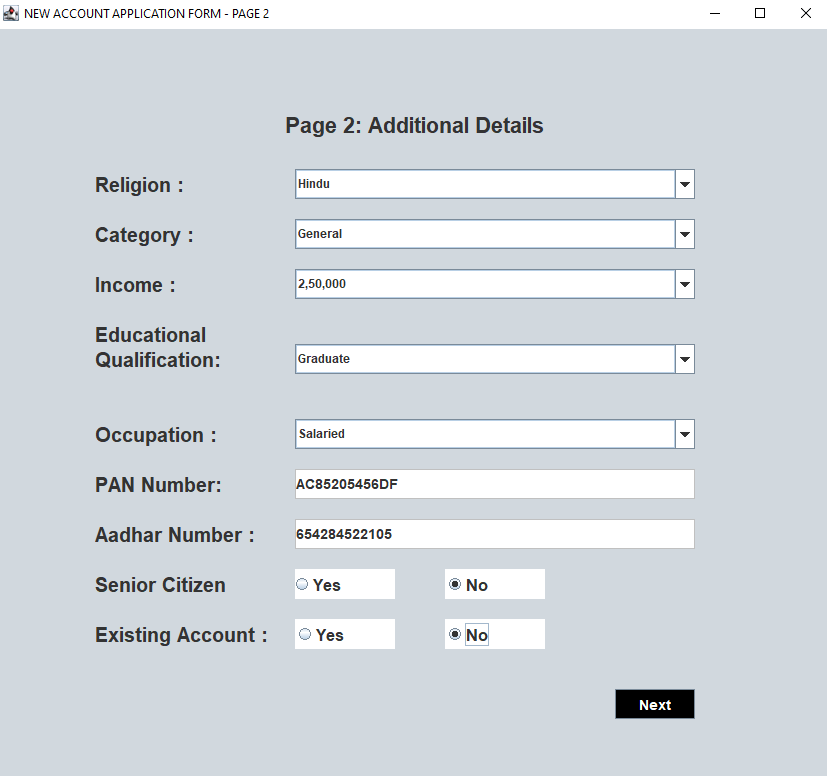 NEW ACCOUNT APPLICATION FORM - PAGE 2
Page 2: Additional Details
Religion : Hindu
Category : General
Income : 2,50,000
Educational
Qualification: Graduate
Occupation : Salaried
PAN Number: AC85205456DF
Aadhar Number : 654284522105
Senior Citizen Yes No
Existing Account : Yes No
Next